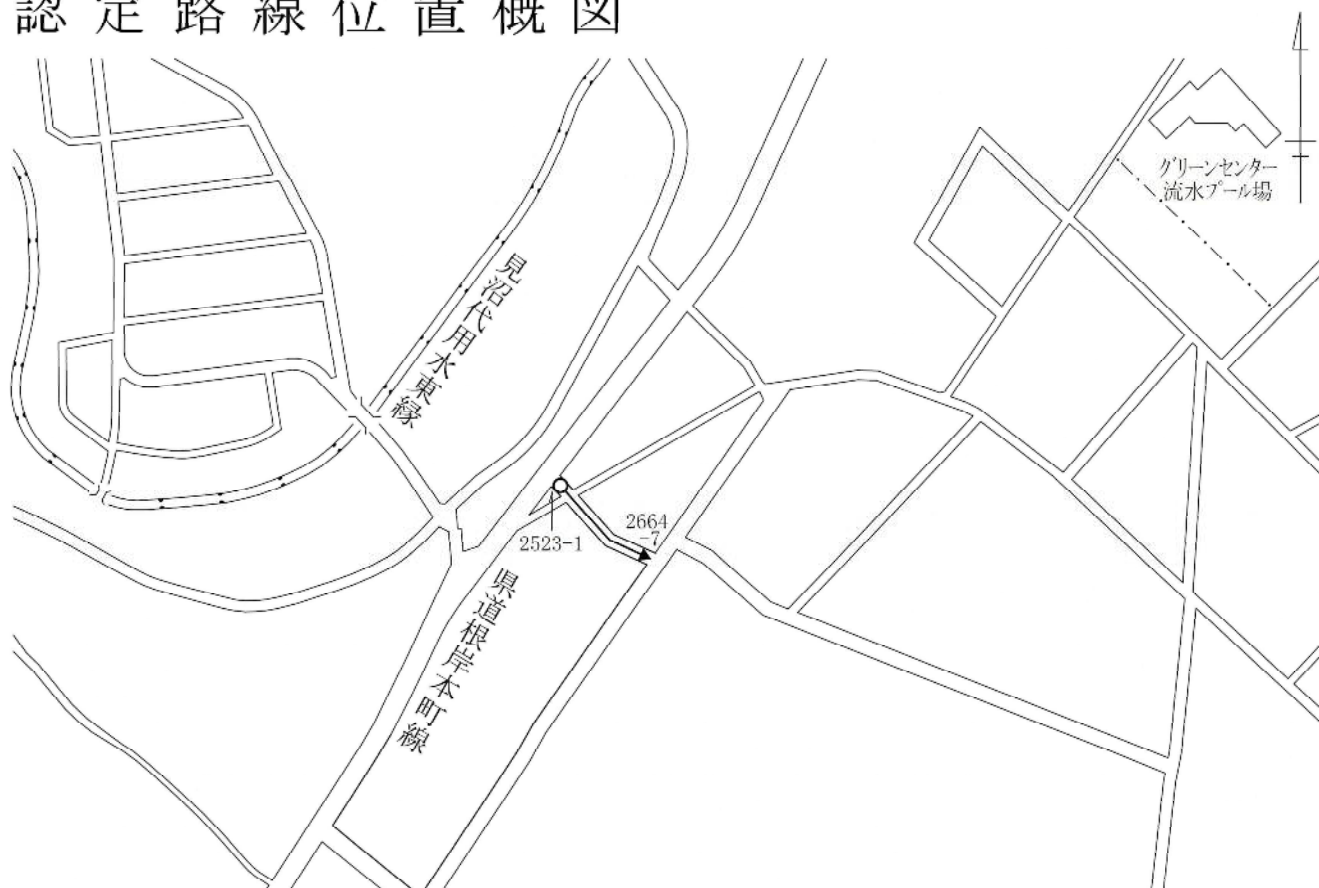 認定路線位置概図
グリーンセンター
流水プール場
見沼代用水東縁
2523-1
2664
-7
県道根岸本町線